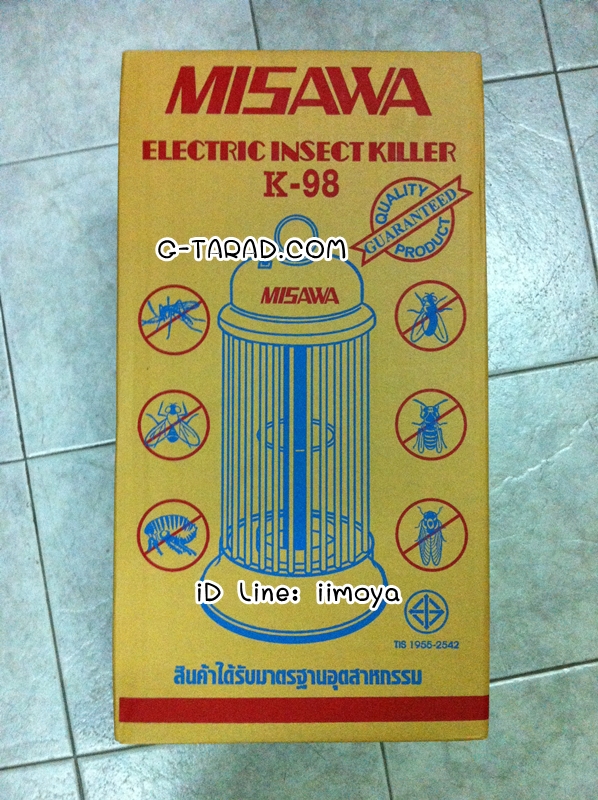 MISAWA
ELECTRIC INSECT KILLER
K-98
QUALITY
GUARANTEED
PRODUCT
G-TARAD.COM
MISAWA
iD Line: iimoya
TIS 1955-2542
สินค้าได้รับมาตรฐานอุตสาหกรรม